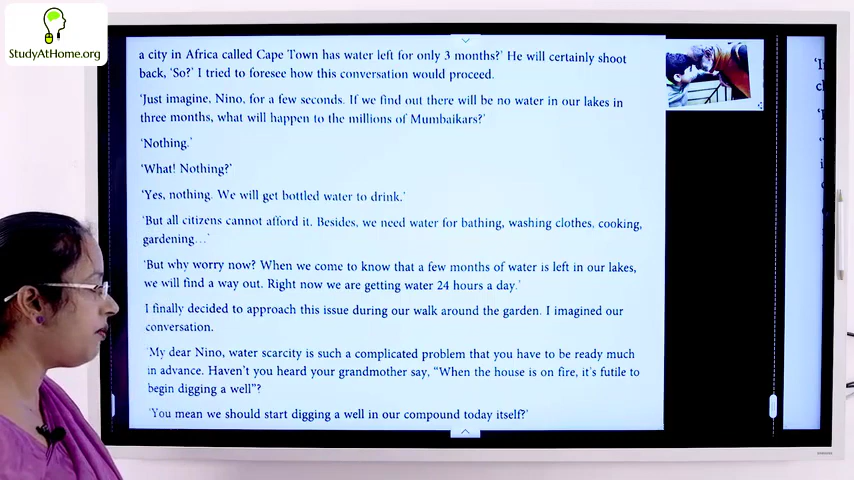 StudyAtHome.org
a city in Africa called Cape Town has water left for only 3 months?' He will certainly shoot
back, 'So?' I tried to foresee how this conversation would proceed.
'Just imagine, Nino, for a few seconds. If we find out there will be no water in our lakes in
three months, what will happen to the millions of Mumbaikars?'
'Nothing.'
'What! Nothing?'
'Yes, nothing. We will get bottled water to drink.'
'But all citizens cannot afford it. Besides, we need water for bathing, washing clothes, cooking,
gardening...'
'But why worry now? When we come to know that a few months of water is left in our lakes,
we will find a way out. Right now we are getting water 24 hours a day.'
I finally decided to approach this issue during our walk around the garden. I imagined our
conversation.
'My dear Nino, water scarcity is such a complicated problem that you have to be ready much
in advance. Haven't you heard your grandmother say, "When the house is on fire, it's futile to
begin digging a well"?
'You mean we should start digging a well in our compound today itself?'